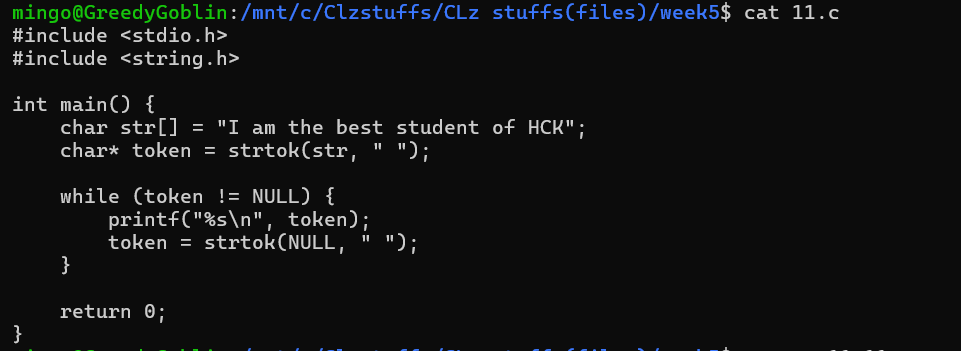 mingo@GreedyGoblin:/mnt/c/Clzstuffs/CLz stuffs(files)/week5$ cat 11.c
#include <stdio.h>
#include <string.h>

int main() {
    char str[] = "I am the best student of HCK";
    char* token = strtok(str, " ");

    while (token != NULL) {
        printf("%s\n", token);
        token = strtok(NULL, " ");
    }

    return 0;
}